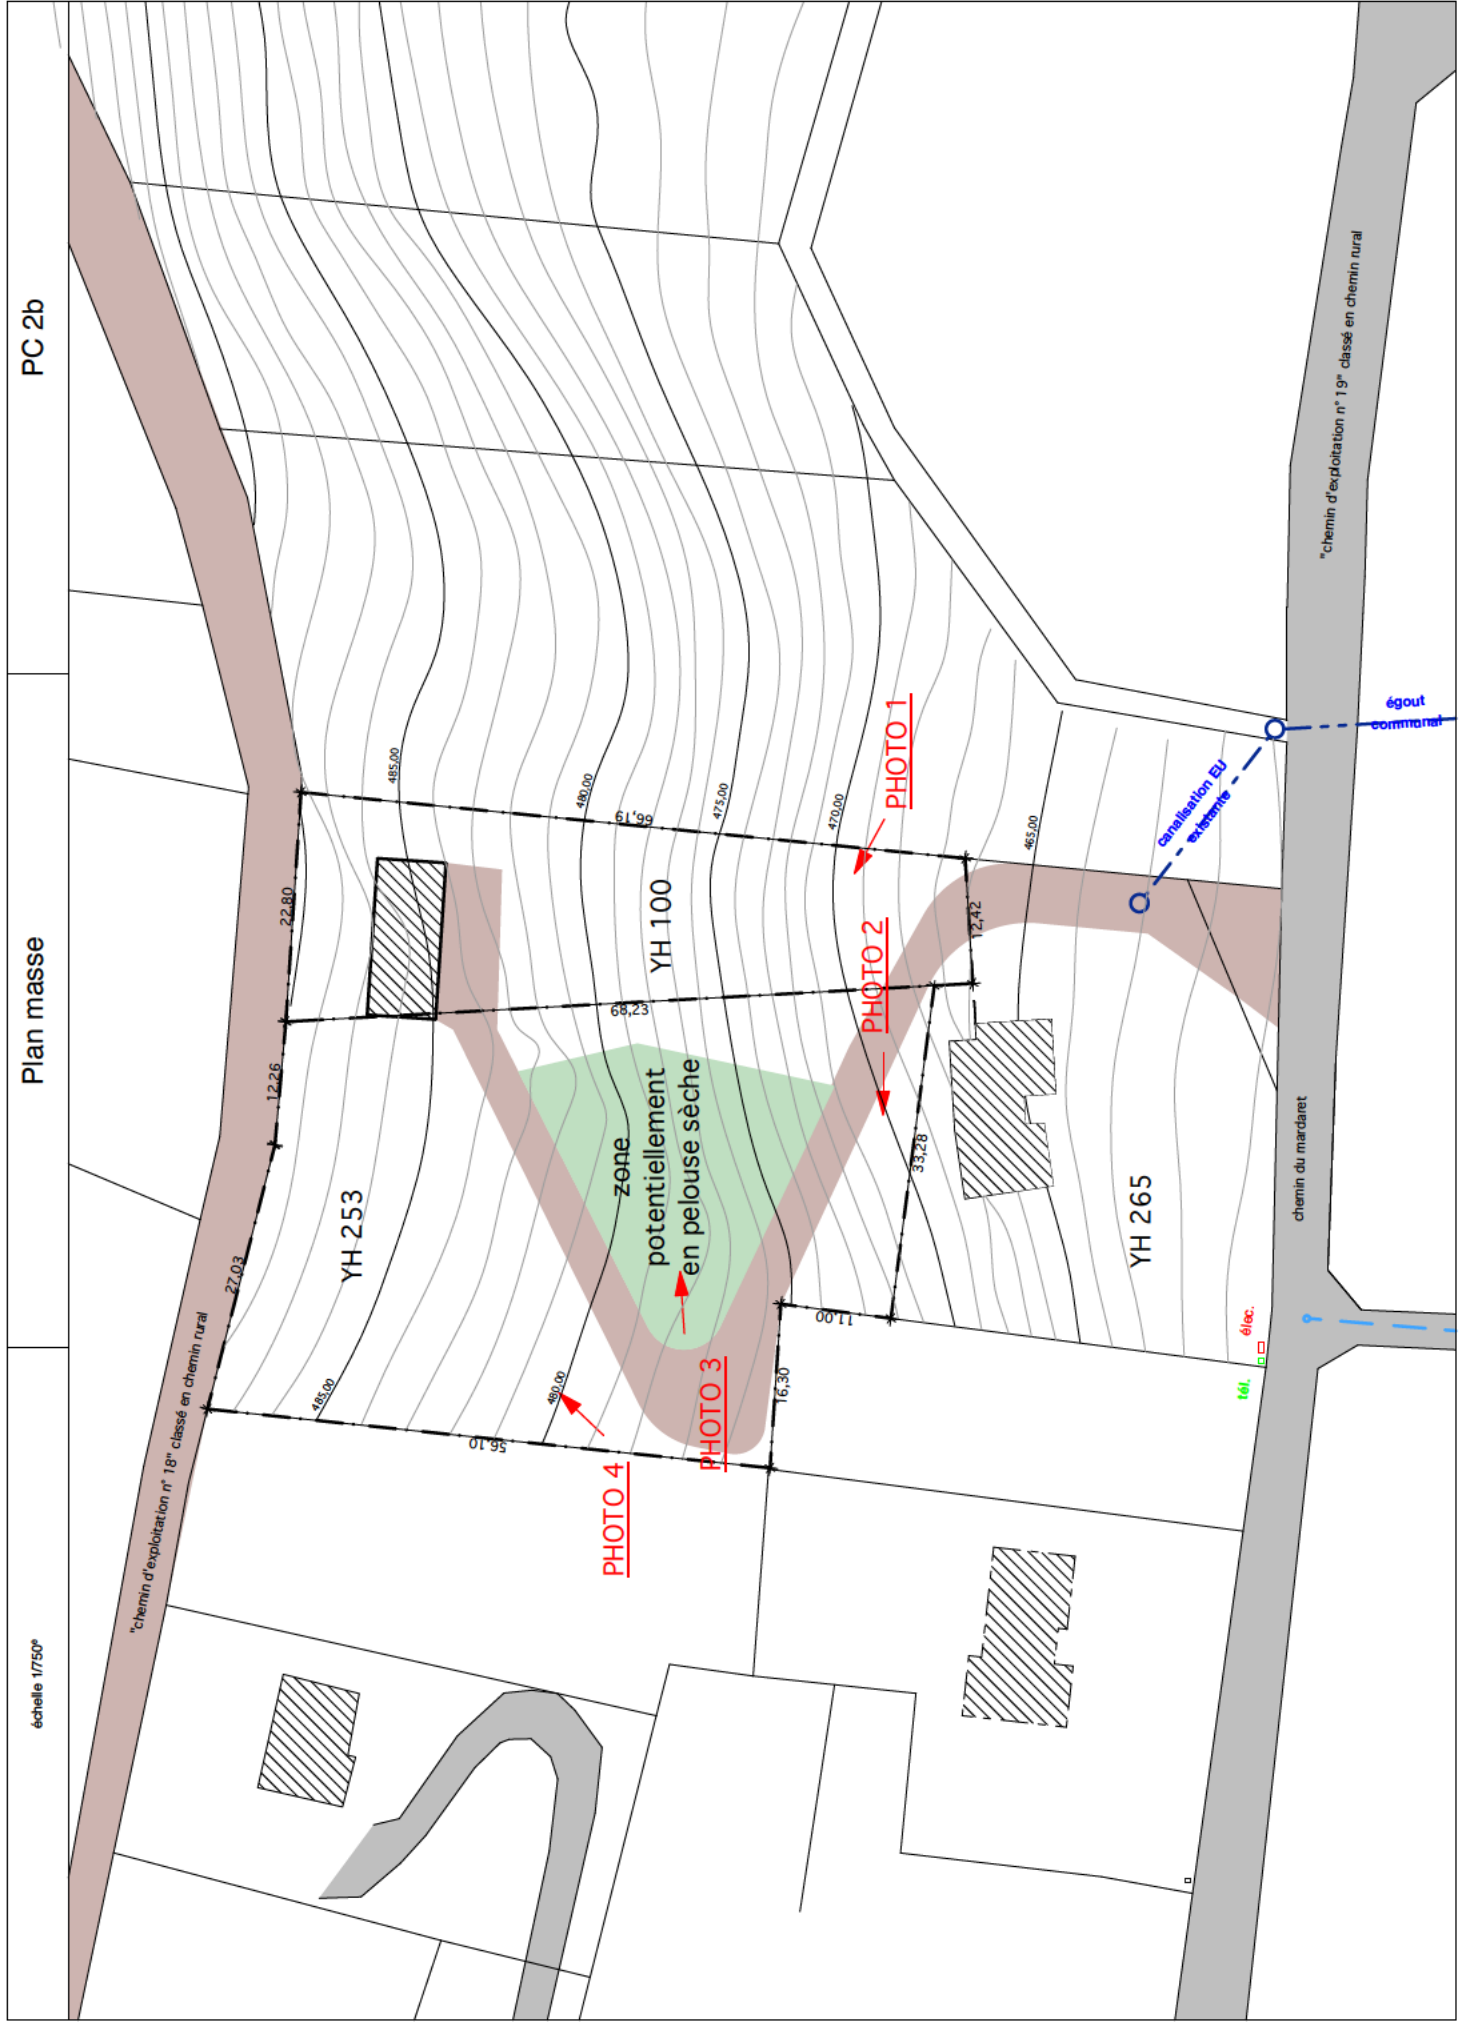 échelle 1/750°
Plan masse
PC 2b
"chemin d'exploitation n° 18" classé en chemin rural
27,03
12,26
22,80
YH 253
485,00
485,00
56,10
480,00
480,00
66,19
68,23
YH 100
475,00
470,00
465,00
zone
potentiellement
en pelouse sèche
PHOTO 4
PHOTO 3
PHOTO 2
PHOTO 1
16,30
11,00
33,28
12,42
YH 265
canalisation EU
existante
égout
communal
tél.
élec.
chemin du mardaret
"chemin d'exploitation n° 19" classé en chemin rural